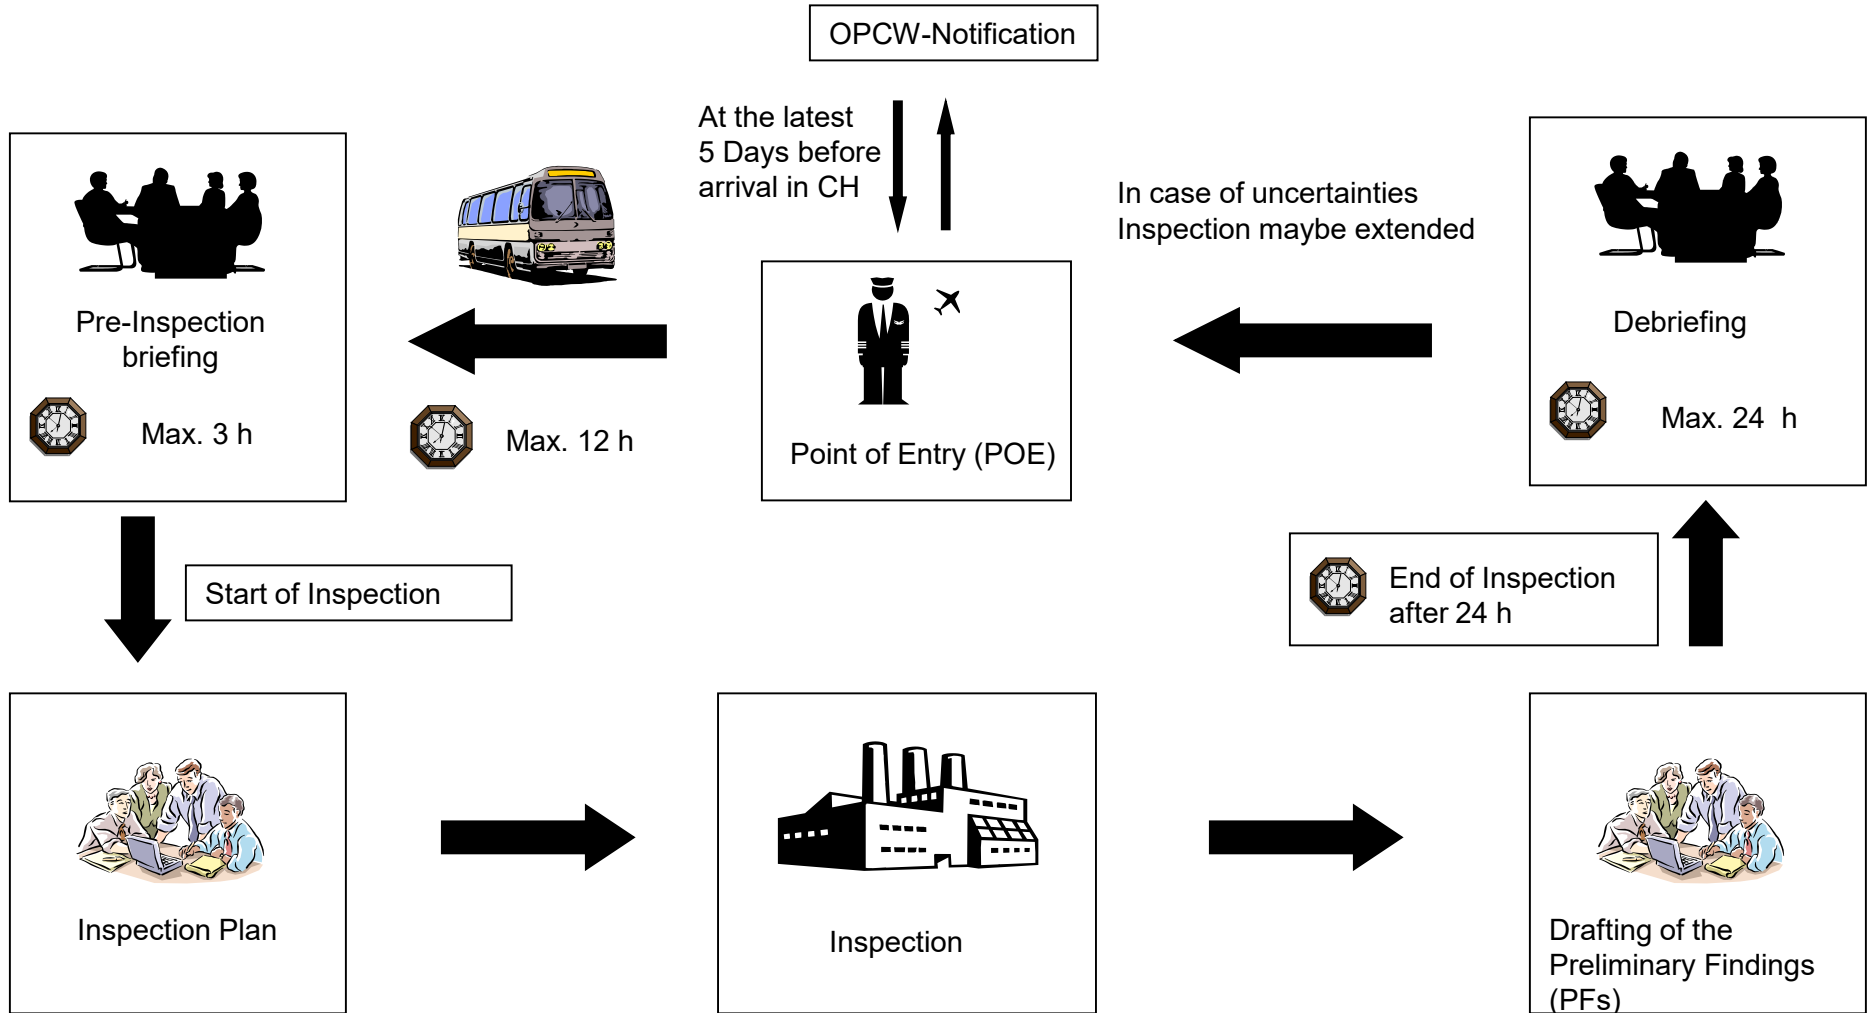 OPCW-Notification
At the latest
5 Days before
arrival in CH
In case of uncertainties
Inspection maybe extended
Pre-Inspection
briefing
Max. 3 h
Max. 12 h
Point of Entry (POE)
Debriefing
Max. 24 h
Start of Inspection
End of Inspection
after 24 h
Inspection Plan
Inspection
Drafting of the
Preliminary Findings
(PFs)